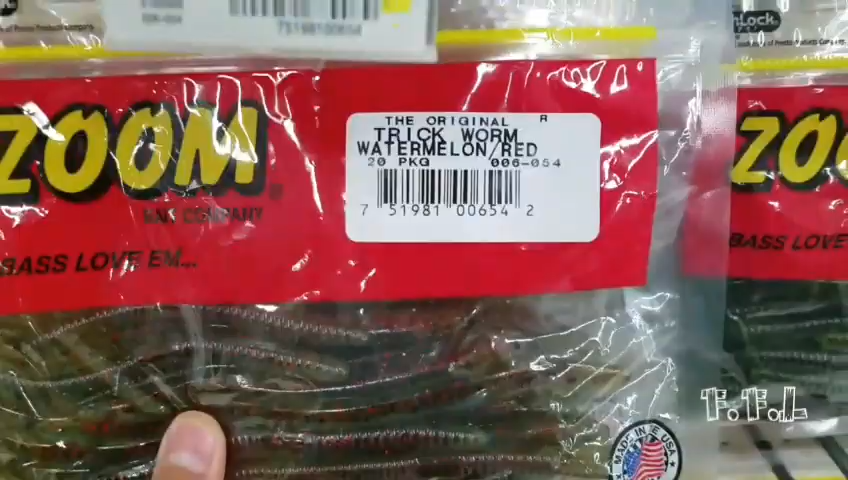 ZOOM
BAIT COMPANY
BASS LOVE EM...
THE ORIGINAL R
TRICK WORM
WATERMELON/RED
20 PKG 006-054
7 51981 00654 2
ZOO
BASS LOVE
F.F.L
MADE IN USA